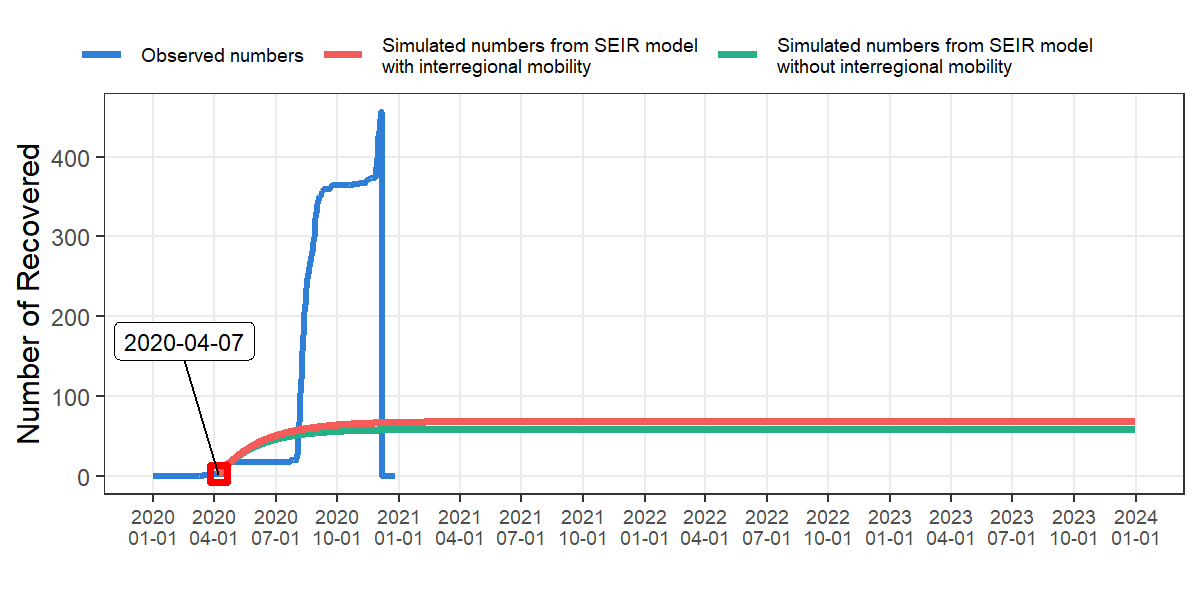 Observed numbers
Simulated numbers from SEIR model
with interregional mobility
Simulated numbers from SEIR model
without interregional mobility
Number of Recovered
400
300
200
100
0
2020-04-07
2020 2020 2020 2020 2021 2021 2021 2021 2022 2022 2022 2022 2023 2023 2023 2023 2024
01-01 04-01 07-01 10-01 01-01 04-01 07-01 10-01 01-01 04-01 07-01 10-01 01-01 04-01 07-01 10-01 01-01